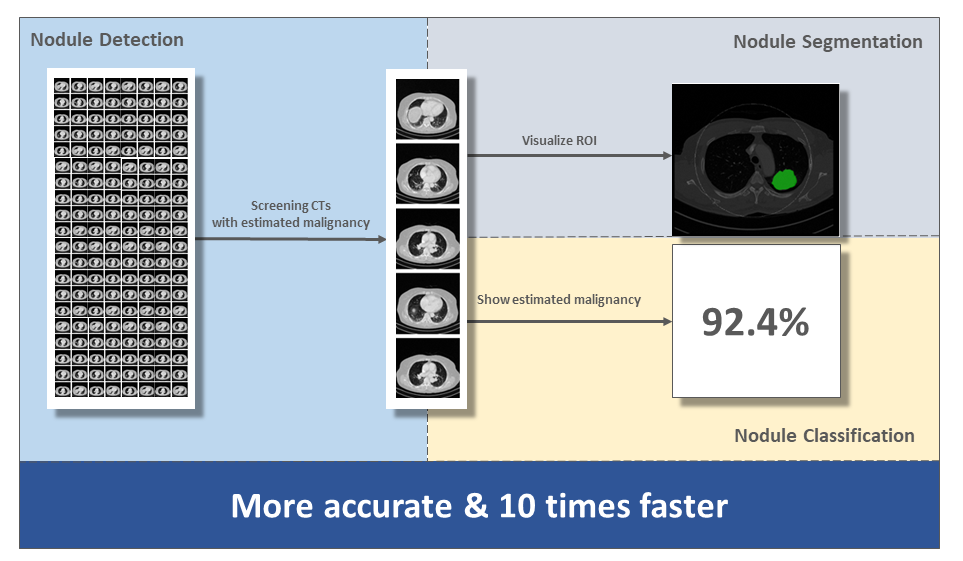 Nodule Detection
Nodule Segmentation
Visualize ROI
Screening CTs
with estimated malignancy
Show estimated malignancy
92.4%
Nodule Classification
More accurate & 10 times faster